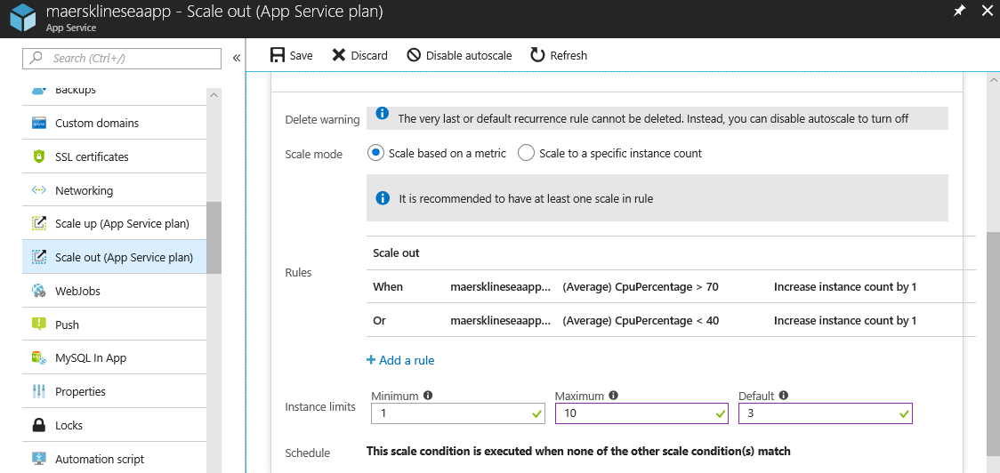 maersklineseaapp - Scale out (App Service plan)
App Service
Search (Ctrl+/)
«
Save
Discard
Disable autoscale
Refresh
Backups
Custom domains
SSL certificates
Networking
Scale up (App Service plan)
Scale out (App Service plan)
WebJobs
Push
MySQL In App
Properties
Locks
Automation script
Delete warning
The very last or default recurrence rule cannot be deleted. Instead, you can disable autoscale to turn off
Scale mode
Scale based on a metric
Scale to a specific instance count
It is recommended to have at least one scale in rule
Rules
Scale out
When maersklineseaapp... (Average) CpuPercentage > 70 Increase instance count by 1
Or maersklineseaapp... (Average) CpuPercentage < 40 Increase instance count by 1
+ Add a rule
Instance limits
Minimum
1
Maximum
10
Default
3
Schedule
This scale condition is executed when none of the other scale condition(s) match